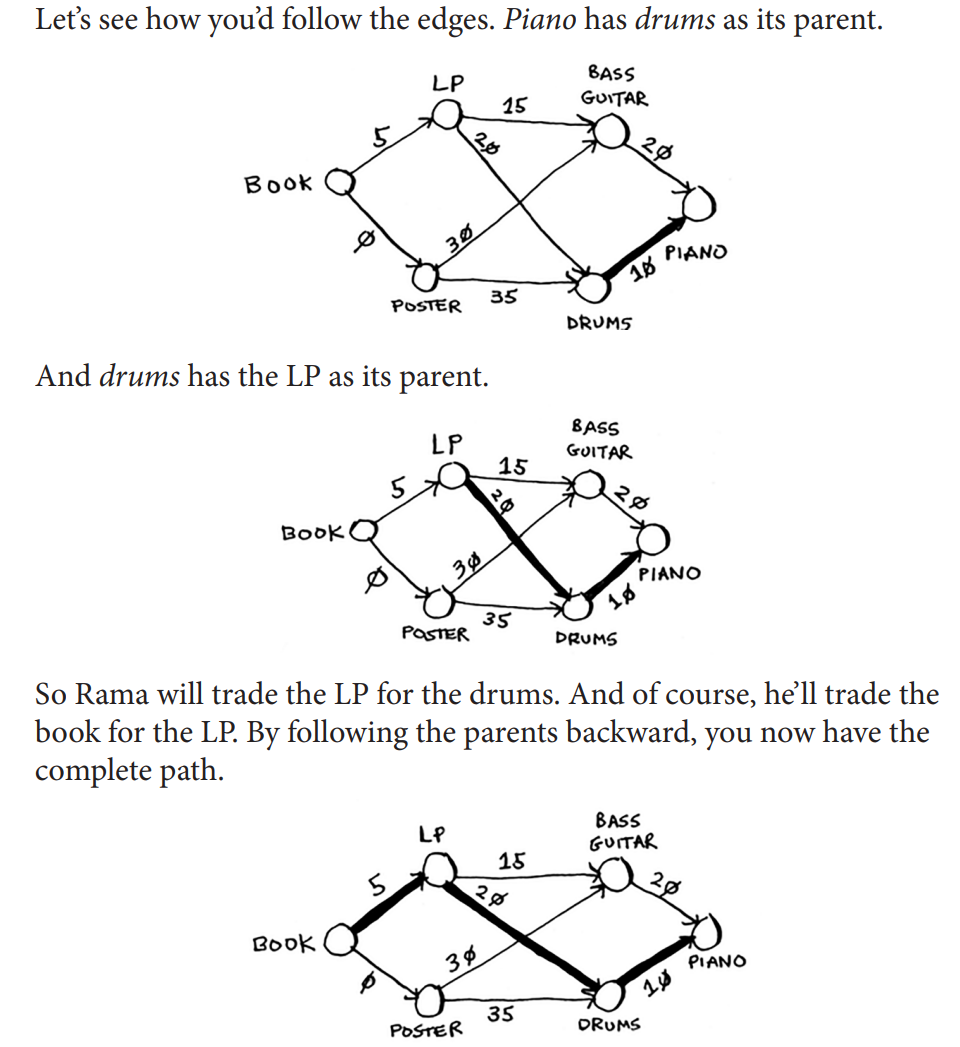 Let's see how you'd follow the edges. Piano has drums as its parent.
LP
BASS
GUITAR
15
5
20
20
BOOK
0
30
PIANO
10
POSTER
35
DRUMS
And drums has the LP as its parent.
LP
BASS
GUITAR
15
5
20
20
BOOK
0
30
PIANO
10
POSTER
35
DRUMS
So Rama will trade the LP for the drums. And of course, he'll trade the
book for the LP. By following the parents backward, you now have the
complete path.
LP
BASS
GUITAR
15
5
20
20
BOOK
0
30
PIANO
10
POSTER
35
DRUMS